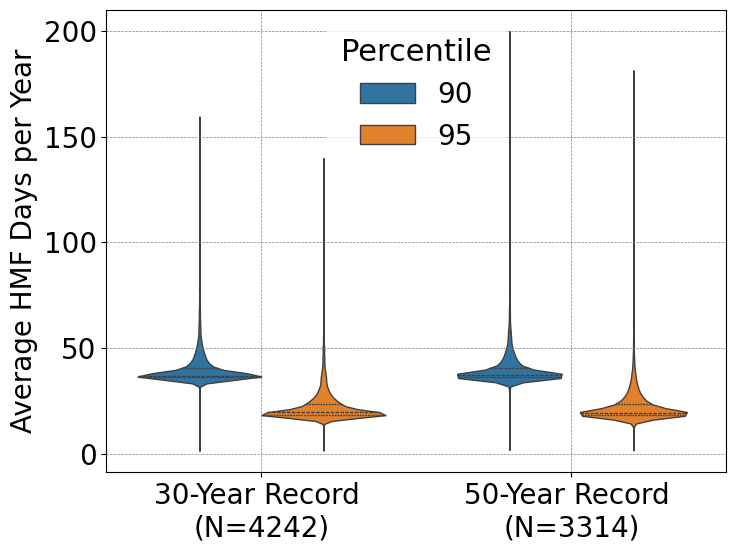 Average HMF Days per Year
200
150
100
50
0
Percentile
90
95
30-Year Record
(N=4242)
50-Year Record
(N=3314)